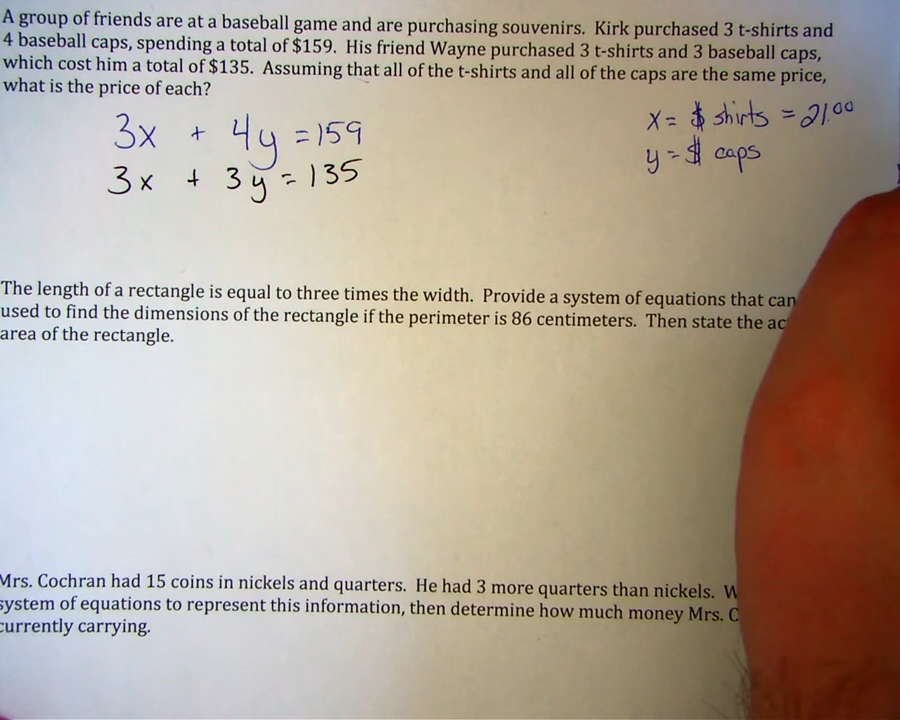 A group of friends are at a baseball game and are purchasing souvenirs. Kirk purchased 3 t-shirts and
4 baseball caps, spending a total of $159. His friend Wayne purchased 3 t-shirts and 3 baseball caps,
which cost him a total of $135. Assuming that all of the t-shirts and all of the caps are the same price,
what is the price of each?
3x + 4y = 159
3x + 3y = 135
x = $ shirts = 21.00
y = $ caps
The length of a rectangle is equal to three times the width. Provide a system of equations that can
used to find the dimensions of the rectangle if the perimeter is 86 centimeters. Then state the
area of the rectangle.
Mrs. Cochran had 15 coins in nickels and quarters. He had 3 more quarters than nickels.
system of equations to represent this information, then determine how much money Mrs.
currently carrying.